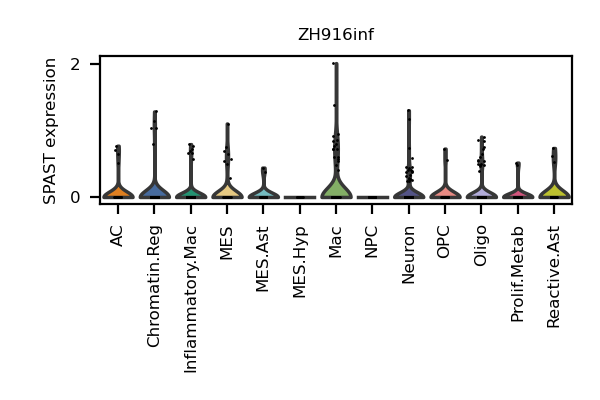 ZH916inf
SPAST expression
2
0
AC
Chromatin.Reg
Inflammatory.Mac
MES
MES.Ast
MES.Hyp
Mac
NPC
Neuron
OPC
Oligo
Prolif.Metab
Reactive.Ast